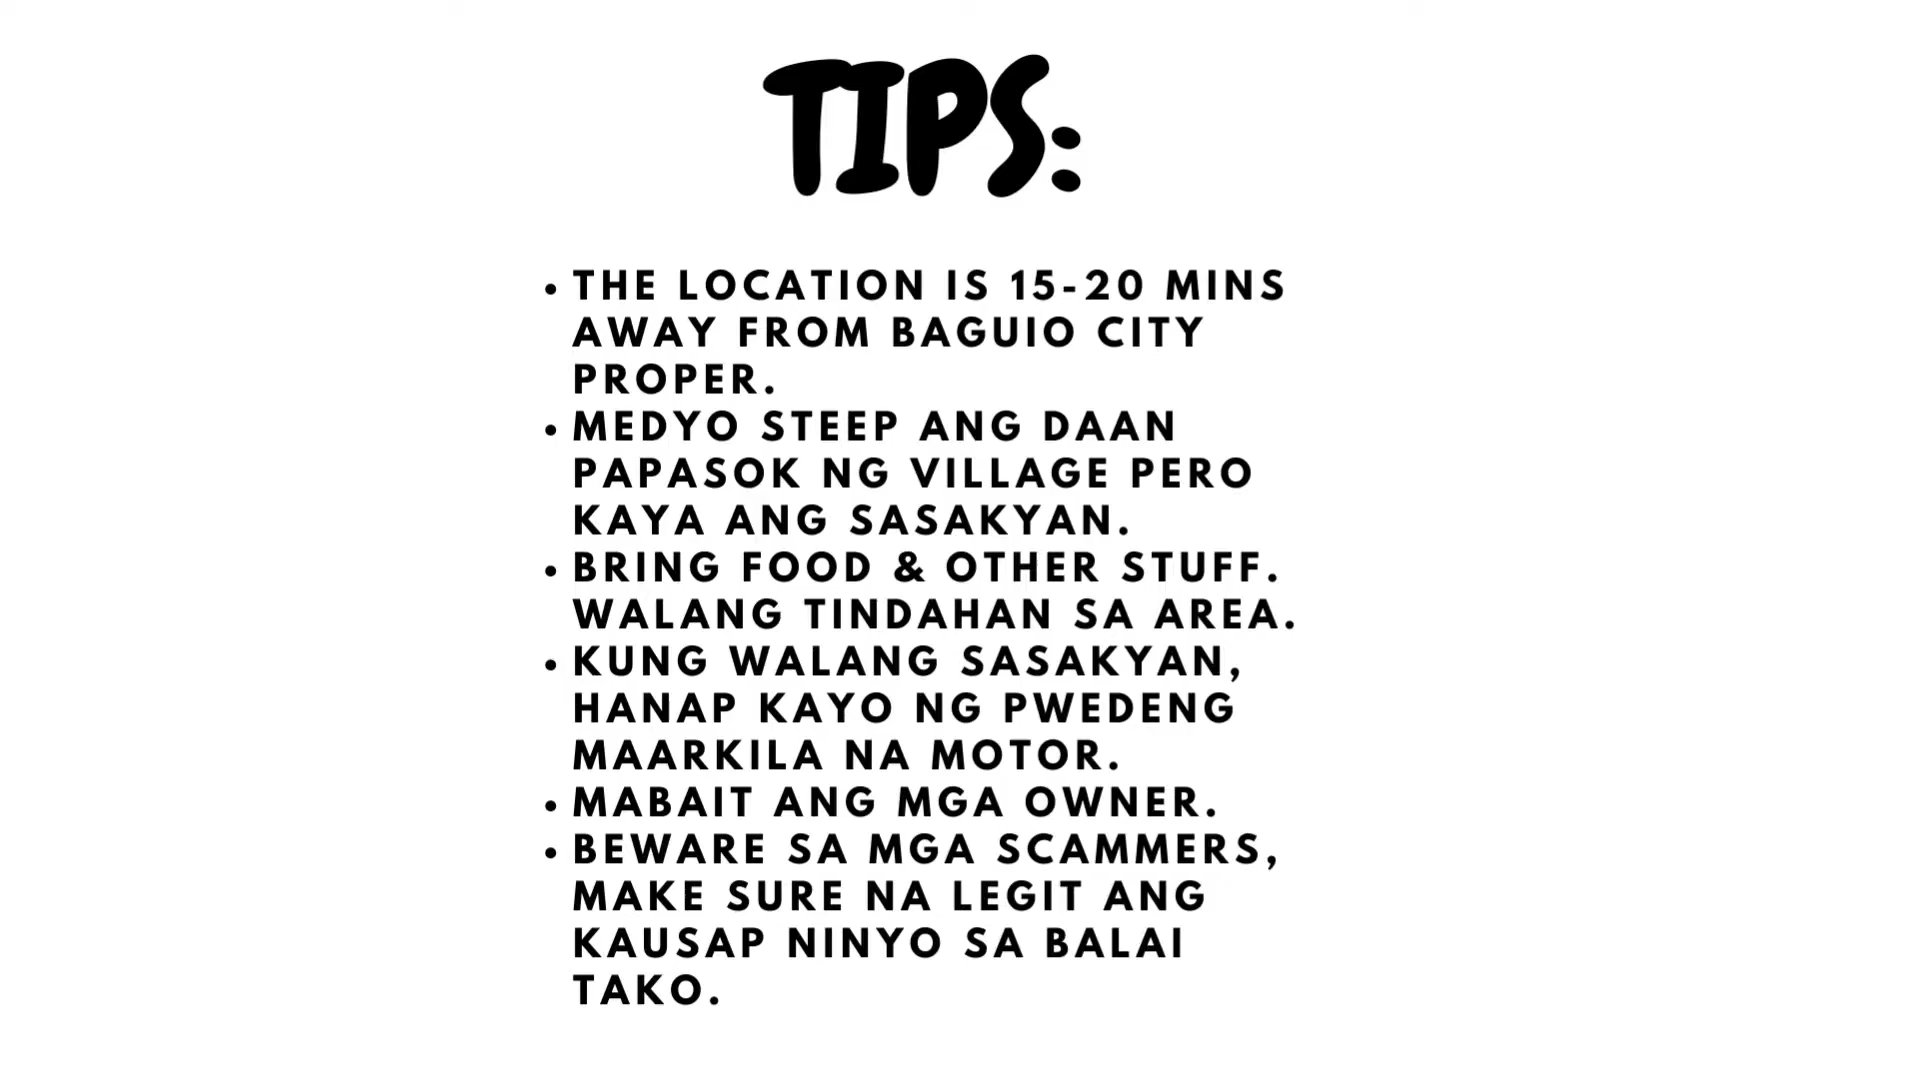 TIPS:
• THE LOCATION IS 15-20 MINS
AWAY FROM BAGUIO CITY
PROPER.
• MEDYO STEEP ANG DAAN
PAPASOK NG VILLAGE PERO
KAYA ANG SASAKYAN.
• BRING FOOD & OTHER STUFF.
WALANG TINDAHAN SA AREA.
• KUNG WALANG SASAKYAN,
HANAP KAYO NG PWEDENG
MAARKILA NA MOTOR.
• MABAIT ANG MGA OWNER.
• BEWARE SA MGA SCAMMERS,
MAKE SURE NA LEGIT ANG
KAUSAP NINYO SA BALAI
TAKO.